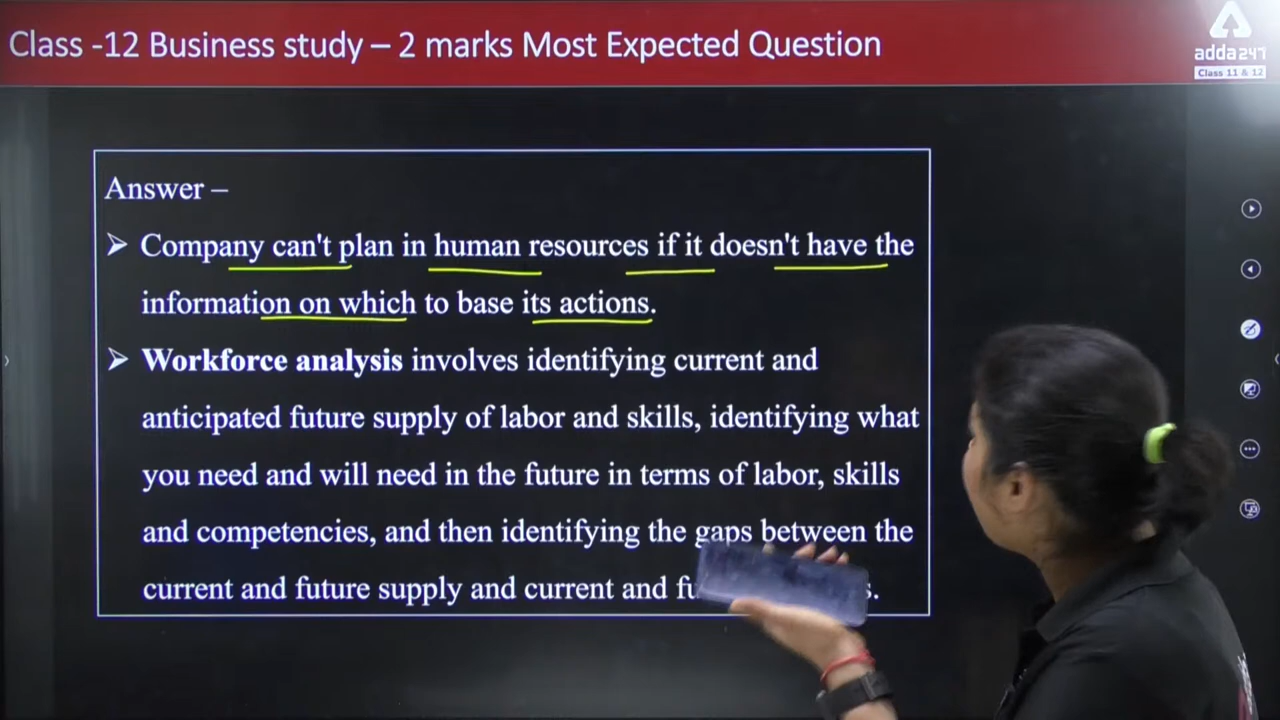 Class -12 Business study – 2 marks Most Expected Question
adda247
Class 11 & 12
Answer –
➤ Company can't plan in human resources if it doesn't have the
information on which to base its actions.
➤ Workforce analysis involves identifying current and
anticipated future supply of labor and skills, identifying what
you need and will need in the future in terms of labor, skills
and competencies, and then identifying the gaps between the
current and future supply and current and